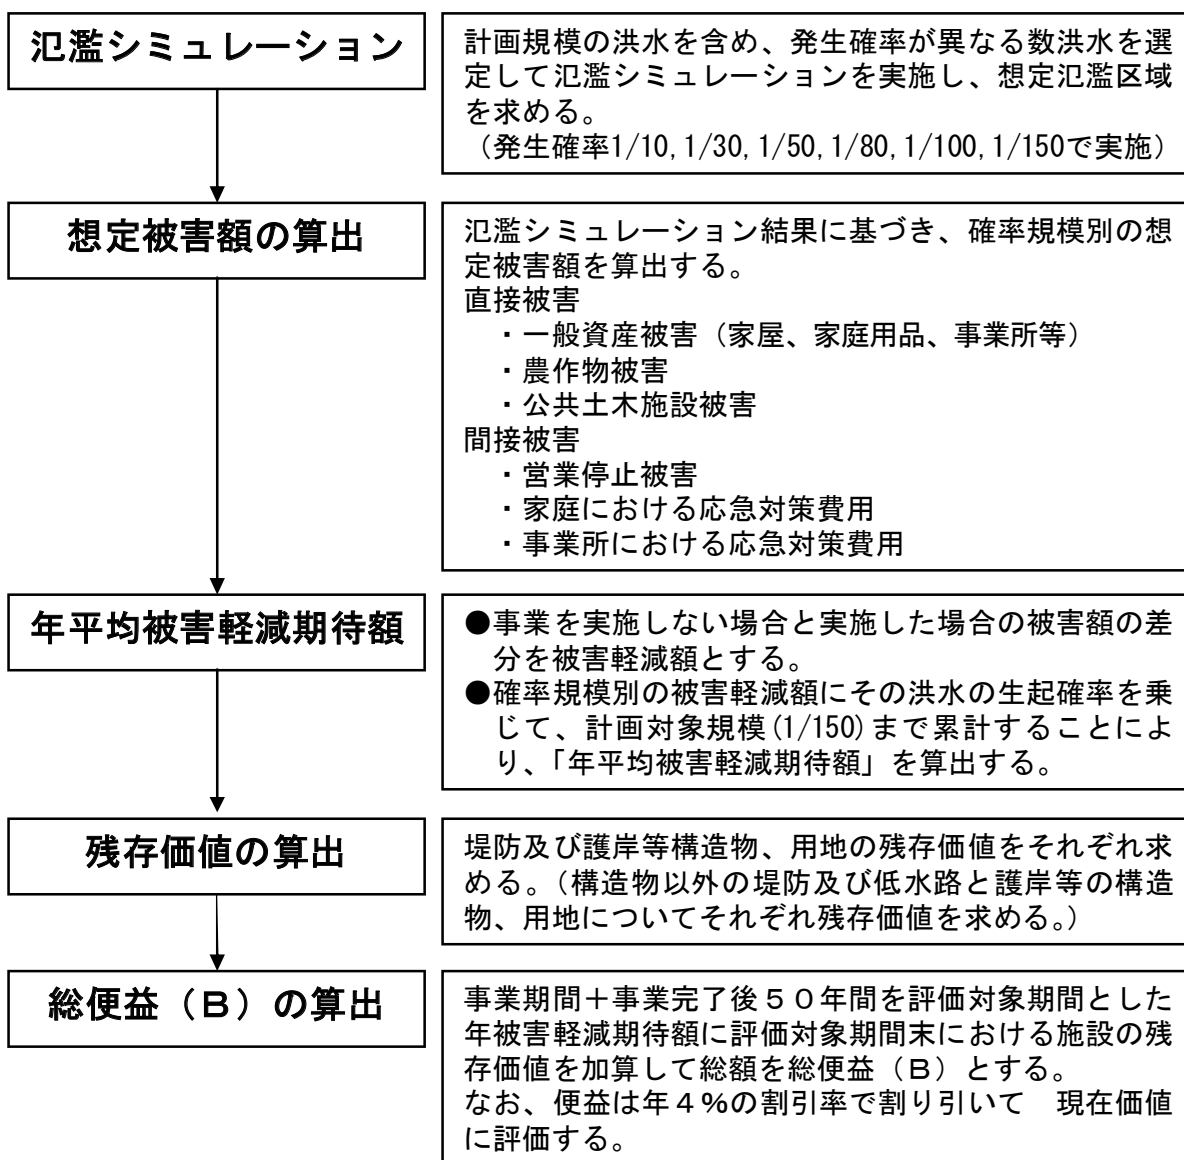 氾濫シミュレーション
計画規模の洪水を含め、発生確率が異なる数洪水を選
定して氾濫シミュレーションを実施し、想定氾濫区域
を求める。
（発生確率1/10,1/30,1/50,1/80,1/100,1/150で実施）
想定被害額の算出
氾濫シミュレーション結果に基づき、確率規模別の想
定被害額を算出する。
直接被害
・一般資産被害（家屋、家庭用品、事業所等）
・農作物被害
・公共土木施設被害
間接被害
・営業停止被害
・家庭における応急対策費用
・事業所における応急対策費用
年平均被害軽減期待額
●事業を実施しない場合と実施した場合の被害額の差
分を被害軽減額とする。
●確率規模別の被害軽減額にその洪水の生起確率を乗
じて、計画対象規模(1/150)まで累計することによ
り、「年平均被害軽減期待額」を算出する。
残存価値の算出
堤防及び護岸等構造物、用地の残存価値をそれぞれ求
める。（構造物以外の堤防及び低水路と護岸等の構造
物、用地についてそれぞれ残存価値を求める。）
総便益（Ｂ）の算出
事業期間＋事業完了後５０年間を評価対象期間とした
年被害軽減期待額に評価対象期間末における施設の残
存価値を加算して総額を総便益（Ｂ）とする。
なお、便益は年４％の割引率で割り引いて　現在価値
に評価する。